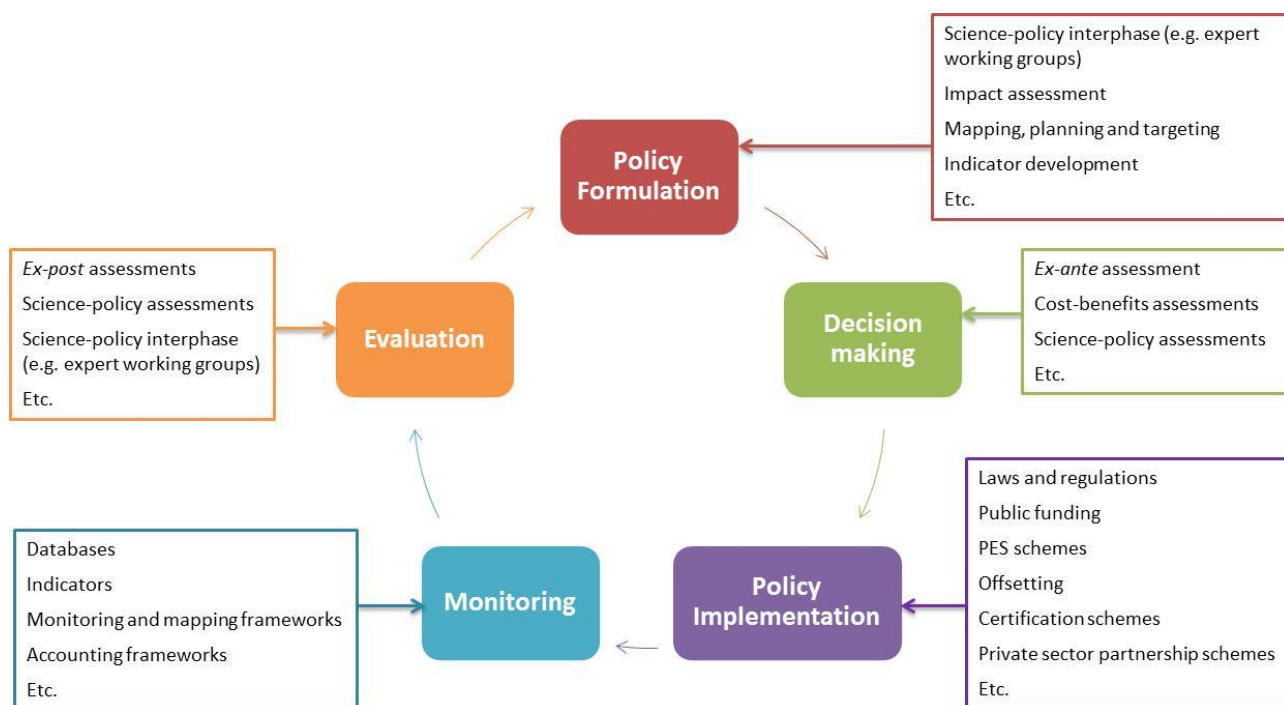 Science-policy interphase (e.g. expert
working groups)
Impact assessment
Mapping, planning and targeting
Indicator development
Etc.
Policy
Formulation
Ex-post assessments
Science-policy assessments
Science-policy interphase
(e.g. expert working groups)
Etc.
Evaluation
Decision
making
Ex-ante assessment
Cost-benefits assessments
Science-policy assessments
Etc.
Databases
Indicators
Monitoring and mapping frameworks
Accounting frameworks
Etc.
Monitoring
Policy
Implementation
Laws and regulations
Public funding
PES schemes
Offsetting
Certification schemes
Private sector partnership schemes
Etc.